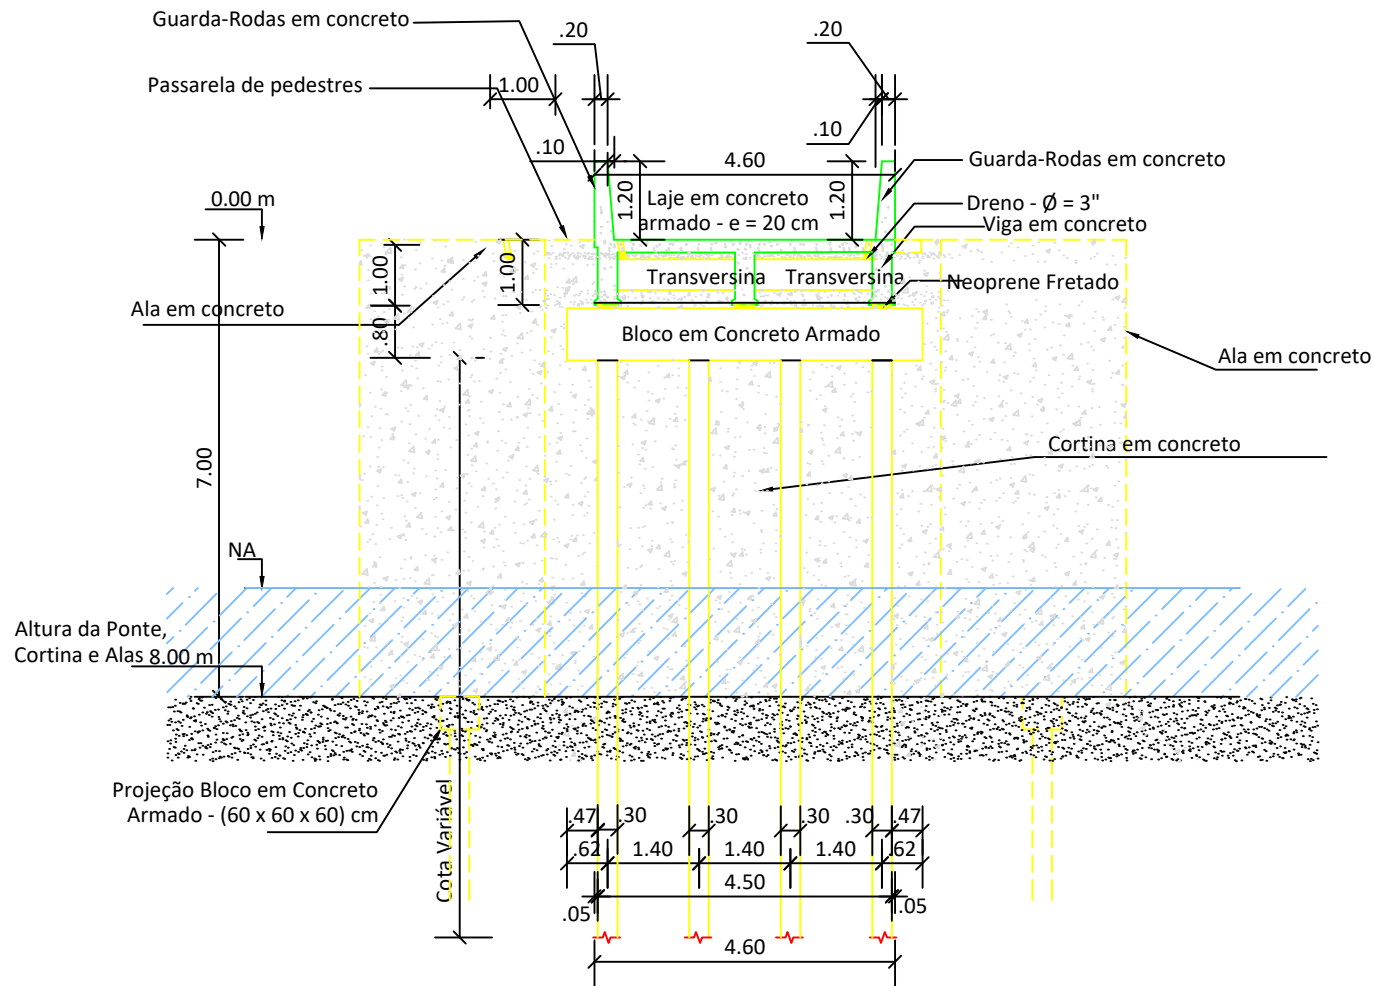 Guarda-Rodas em concreto
.20
.20
Passarela de pedestres
1.00
.10
.10
4.60
Guarda-Rodas em concreto
1.20
Laje em concreto
armado - e = 20 cm
1.20
Dreno - Ø = 3"
Viga em concreto
0.00 m
1.00
1.00
Transversina
Transversina
Neoprene Fretado
Ala em concreto
.80
Bloco em Concreto Armado
Ala em concreto
Cortina em concreto
7.00
NA
Altura da Ponte,
Cortina e Alas
8.00 m
Projeção Bloco em Concreto
Armado - (60 x 60 x 60) cm
Cota Variável
.47
.30
.30
.30
.30
.47
.62
1.40
1.40
1.40
.62
4.50
.05
.05
4.60